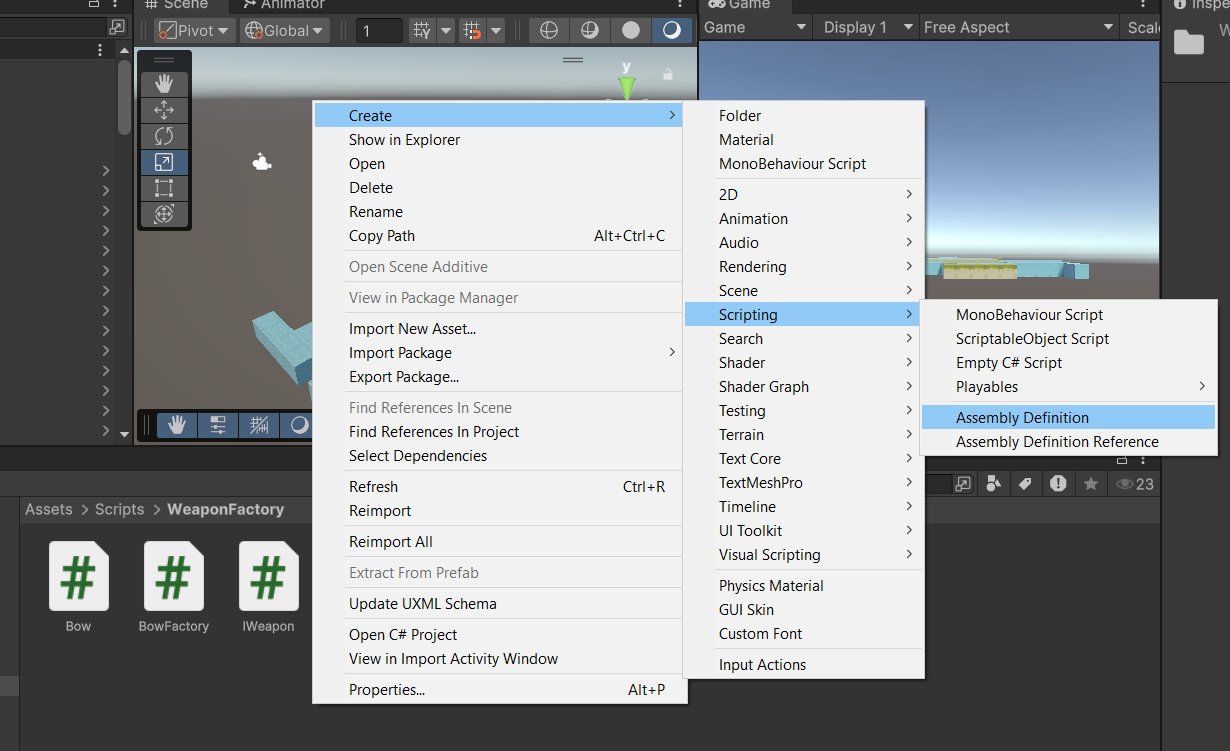 Scene
Animator
Game
Inspe
Pivot
Global
1
Game
Display 1
Free Aspect
Scale
y
Create
Show in Explorer
Open
Delete
Rename
Copy Path Alt+Ctrl+C
Open Scene Additive
View in Package Manager
Import New Asset...
Import Package
Export Package...
Find References In Scene
Find References In Project
Select Dependencies
Refresh Ctrl+R
Reimport
Reimport All
Extract From Prefab
Update UXML Schema
Open C# Project
View in Import Activity Window
Properties... Alt+P
Folder
Material
MonoBehaviour Script
2D
Animation
Audio
Rendering
Scene
Scripting
Search
Shader
Shader Graph
Testing
Terrain
Text Core
TextMeshPro
Timeline
UI Toolkit
Visual Scripting
Physics Material
GUI Skin
Custom Font
Input Actions
MonoBehaviour Script
ScriptableObject Script
Empty C# Script
Playables
Assembly Definition
Assembly Definition Reference
23
Assets > Scripts > WeaponFactory
Bow
BowFactory
IWeapon